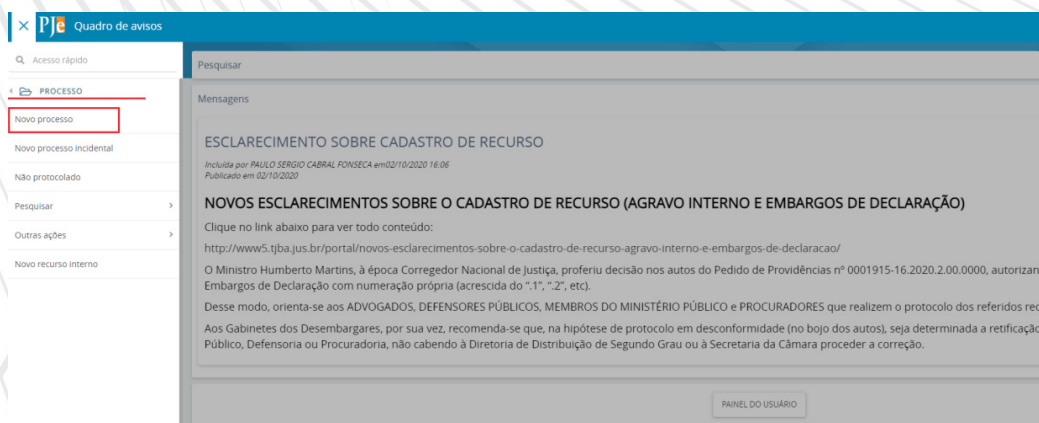 × PJe Quadro de avisos
Acesso rápido
PROCESSO
Novo processo
Novo processo incidental
Não protocolado
Pesquisar
Outras ações
Novo recurso interno
Pesquisar
Mensagens
ESCLARECIMENTO SOBRE CADASTRO DE RECURSO
Incluída por PAULO SERGIO CABRAL FONSECA em02/10/2020 16:06
Publicado em 02/10/2020
NOVOS ESCLARECIMENTOS SOBRE O CADASTRO DE RECURSO (AGRAVO INTERNO E EMBARGOS DE DECLARAÇÃO)
Clique no link abaixo para ver todo conteúdo:
http://www5.tjba.jus.br/portal/novos-esclarecimentos-sobre-o-cadastro-de-recurso-agravo-interno-e-embargos-de-declaracao/
O Ministro Humberto Martins, à época Corregedor Nacional de Justiça, proferiu decisão nos autos do Pedido de Providências nº 0001915-16.2020.2.00.0000, autorizan
Embargos de Declaração com numeração própria (acrescida do ".1", ".2", etc).
Desse modo, orienta-se aos ADVOGADOS, DEFENSORES PÚBLICOS, MEMBROS DO MINISTÉRIO PÚBLICO e PROCURADORES que realizem o protocolo dos referidos rec
Aos Gabinetes dos Desembargares, por sua vez, recomenda-se que, na hipótese de protocolo em desconformidade (no bojo dos autos), seja determinada a retificação
Público, Defensoria ou Procuradoria, não cabendo à Diretoria de Distribuição de Segundo Grau ou à Secretaria da Câmara proceder a correção.
PAINEL DO USUÁRIO